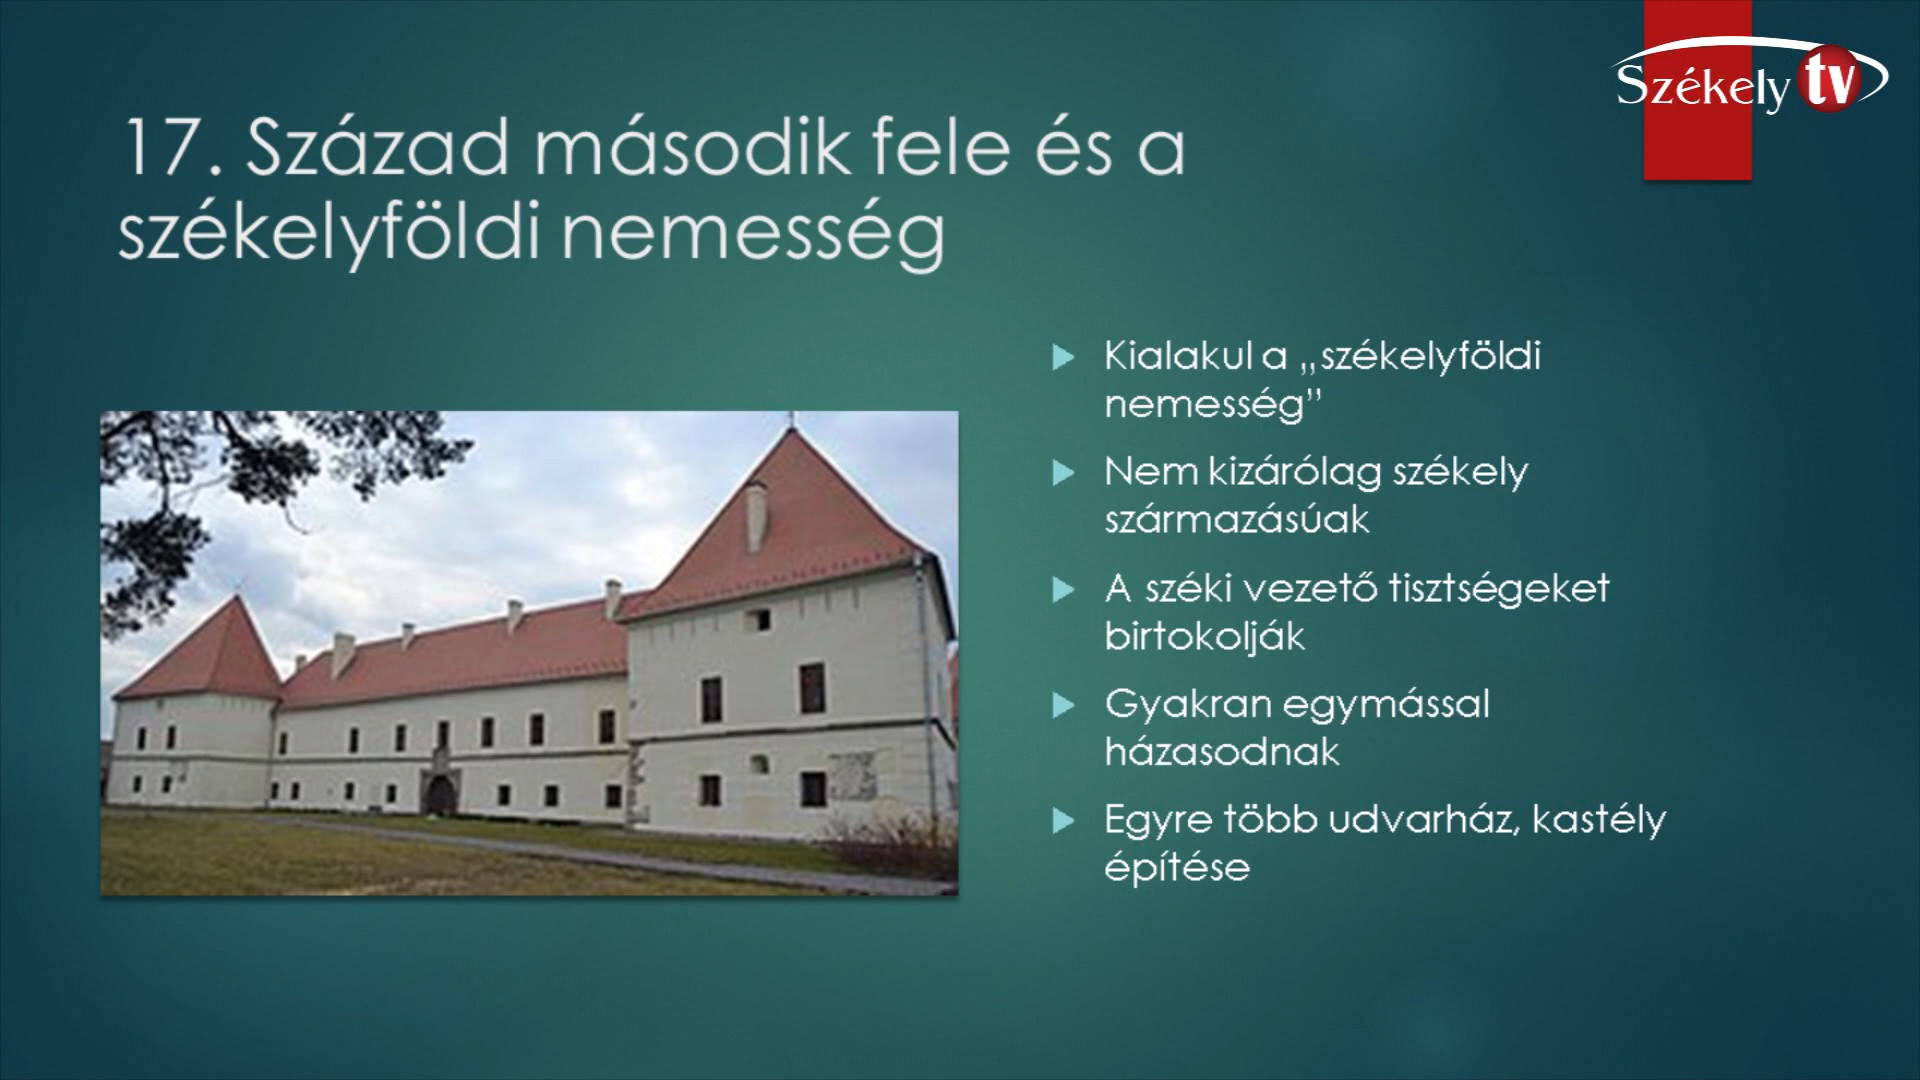 Székely tv
17. Század második fele és a
székelyföldi nemesség
Kialakul a „székelyföldi
nemesség”
Nem kizárólag székely
származásúak
A széki vezető tisztségeket
birtokolják
Gyakran egymással
házasodnak
Egyre több udvarház, kastély
építése